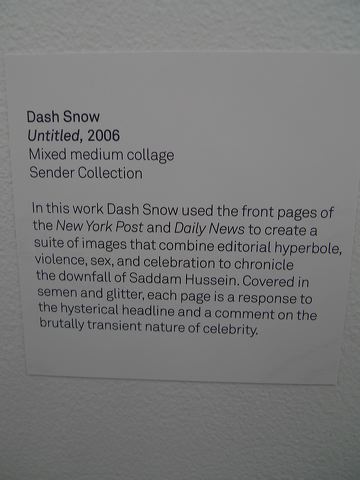 Dash Snow
Untitled, 2006
Mixed medium collage
Sender Collection
In this work Dash Snow used the front pages of
the New York Post and Daily News to create a
suite of images that combine editorial hyperbole,
violence, sex, and celebration to chronicle
the downfall of Saddam Hussein. Covered in
semen and glitter, each page is a response to
the hysterical headline and a comment on the
brutally transient nature of celebrity.